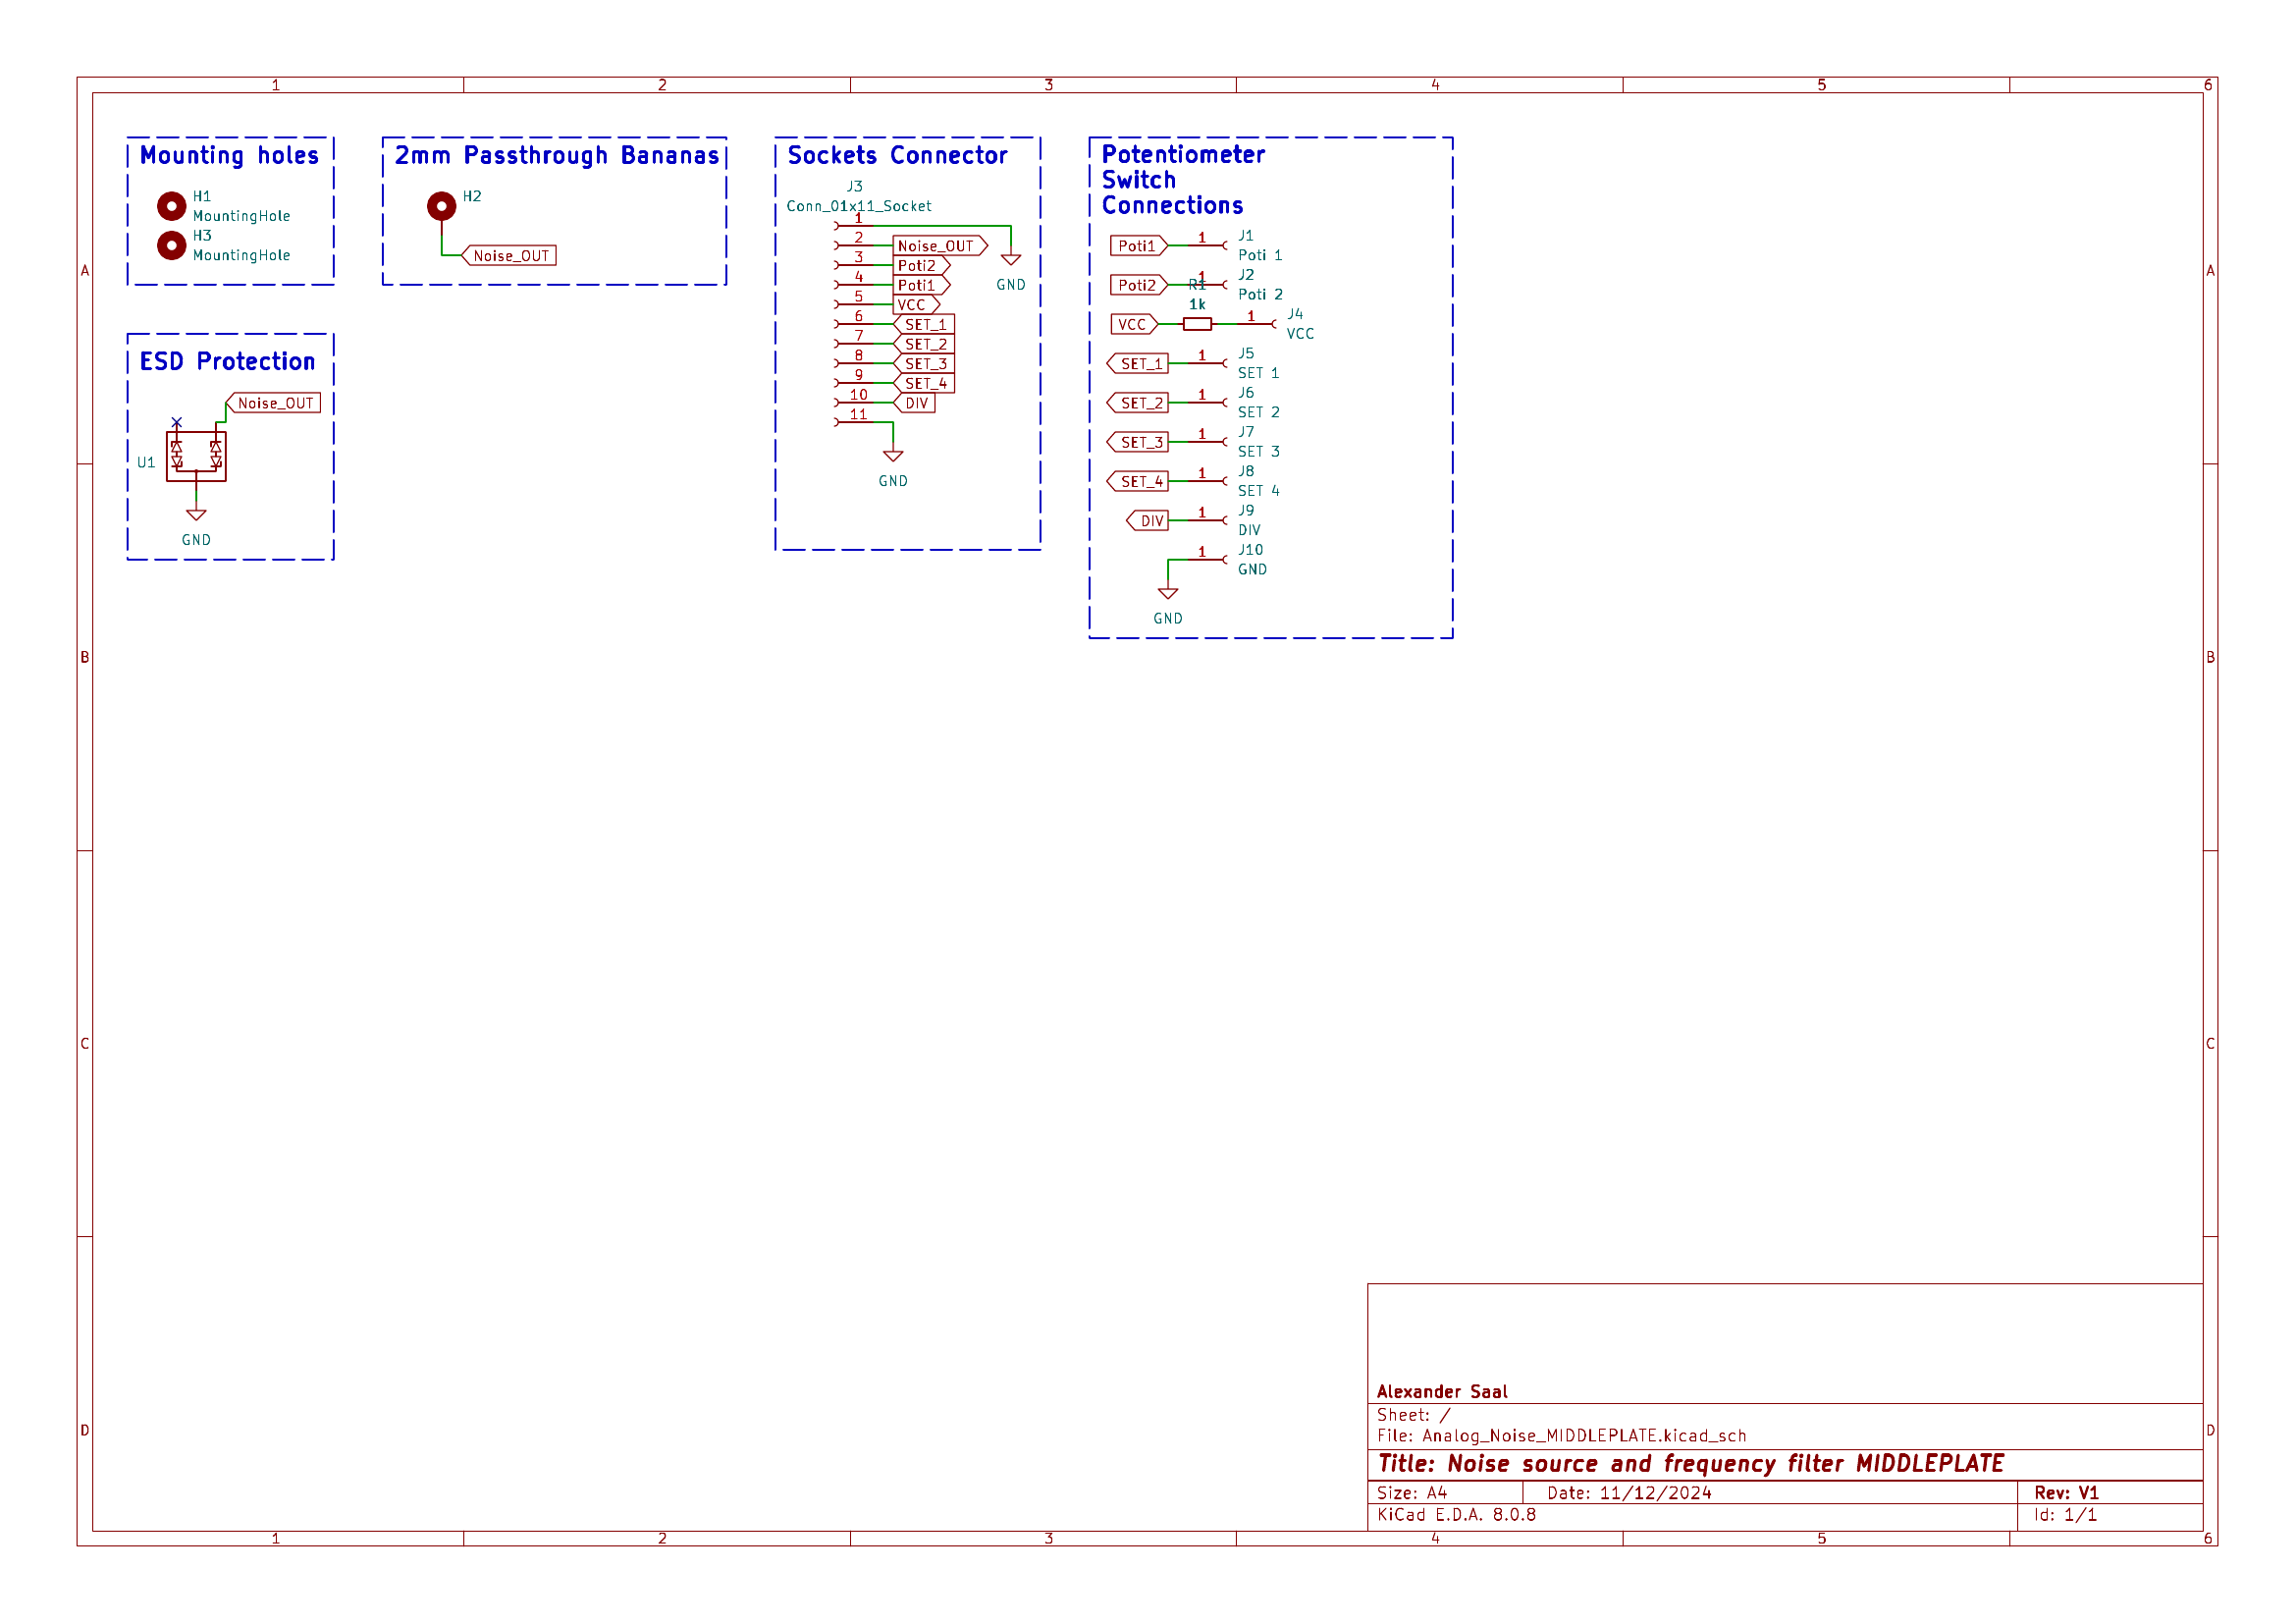 1 2 3 4 5 6
Mounting holes
H1
MountingHole
H3
MountingHole
2mm Passthrough Bananas
H2
Noise_OUT
ESD Protection
Noise_OUT
U1
GND
Sockets Connector
J3
Conn_01x11_Socket
1
2 Noise_OUT
3 Poti2
4 Poti1
5 VCC
6 SET_1
7 SET_2
8 SET_3
9 SET_4
10 DIV
11
GND
GND
Potentiometer
Switch
Connections
Poti1 1 J1
Poti 1
Poti2 1 J2
Poti 2
R1
1k
VCC 1 J4
VCC
SET_1 1 J5
SET 1
SET_2 1 J6
SET 2
SET_3 1 J7
SET 3
SET_4 1 J8
SET 4
DIV 1 J9
DIV
1 J10
GND
GND
A A
B B
C C
D D
Alexander Saal
Sheet: /
File: Analog_Noise_MIDDLEPLATE.kicad_sch
Title: Noise source and frequency filter MIDDLEPLATE
Size: A4 Date: 11/12/2024 Rev: V1
KiCad E.D.A. 8.0.8 Id: 1/1
1 2 3 4 5 6